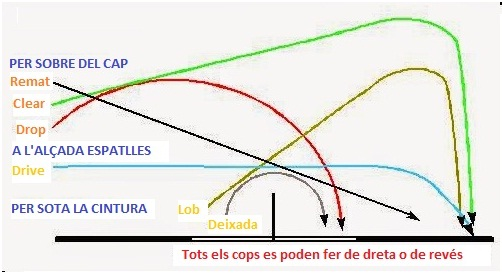 PER SOBRE DEL CAP
Remat
Clear
Drop
A L'ALÇADA ESPATLLES
Drive
PER SOTA LA CINTURA
Lob
Deixada
Tots els cops es poden fer de dreta o de revés